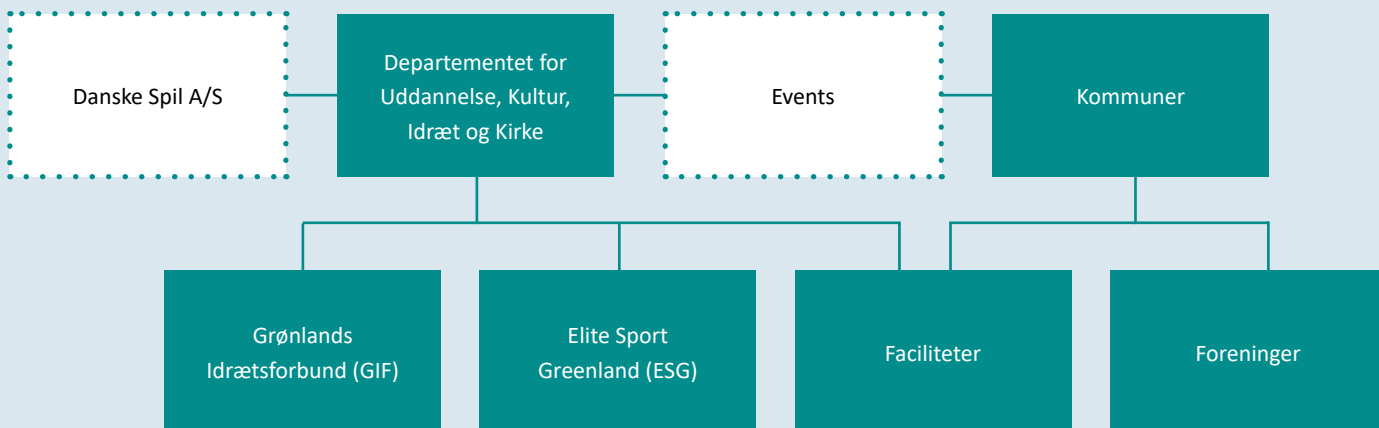 Danske Spil A/S
Departementet for
Uddannelse, Kultur,
Idræt og Kirke
Events
Kommuner
Grønlands
Idrætsforbund (GIF)
Elite Sport
Greenland (ESG)
Faciliteter
Foreninger